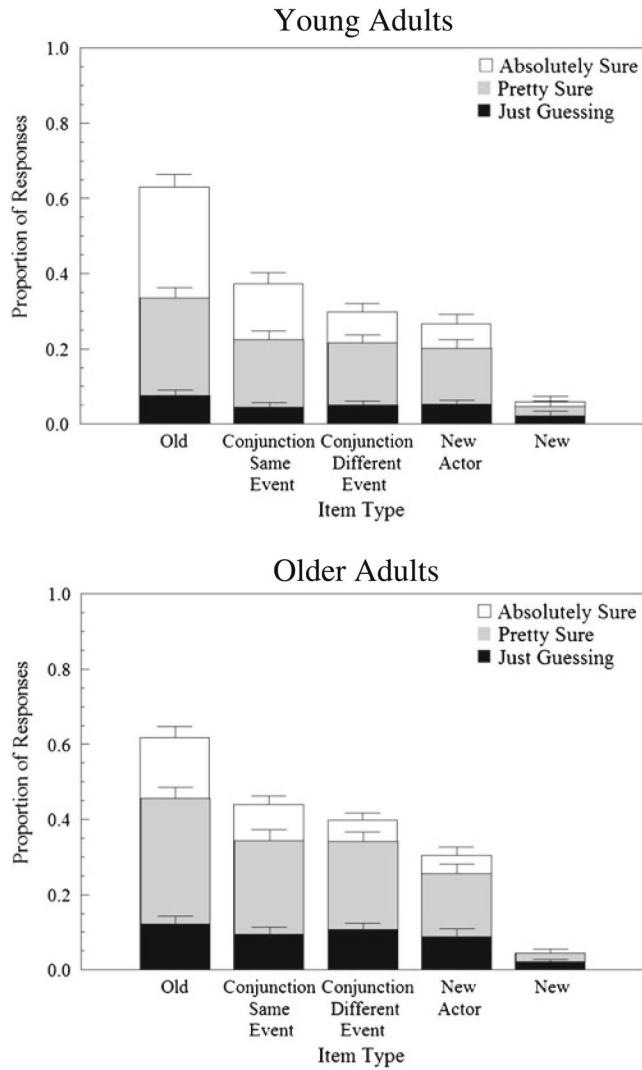 Young Adults
1.0
0.8
0.6
0.4
0.2
0.0
Proportion of Responses
Absolutely Sure
Pretty Sure
Just Guessing
Old
Conjunction
Same
Event
Conjunction
Different
Event
New
Actor
New
Item Type
Older Adults
1.0
0.8
0.6
0.4
0.2
0.0
Proportion of Responses
Absolutely Sure
Pretty Sure
Just Guessing
Old
Conjunction
Same
Event
Conjunction
Different
Event
New
Actor
New
Item Type